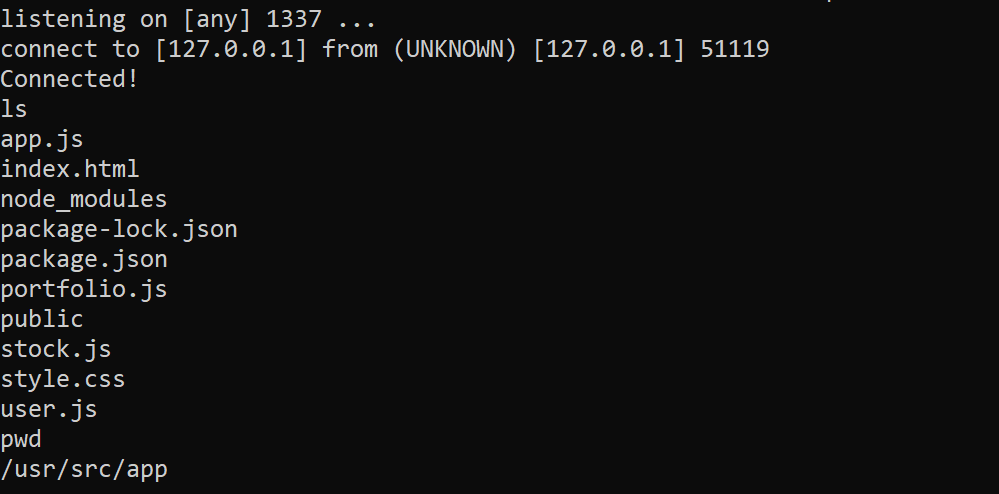 listening on [any] 1337 ...
connect to [127.0.0.1] from (UNKNOWN) [127.0.0.1] 51119
Connected!
ls
app.js
index.html
node_modules
package-lock.json
package.json
portfolio.js
public
stock.js
style.css
user.js
pwd
/usr/src/app